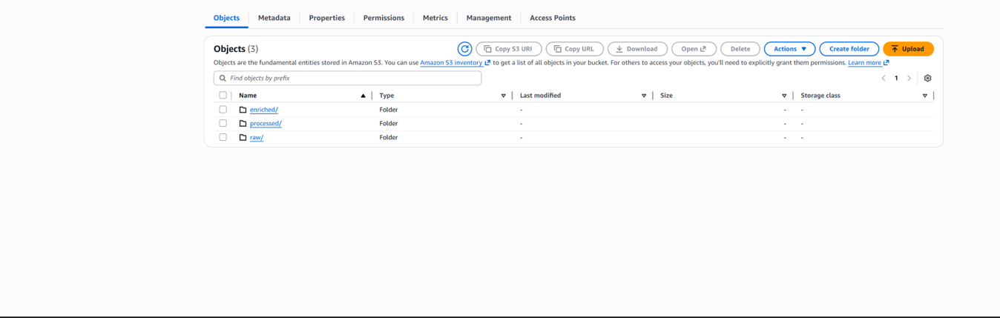 Objects Metadata Properties Permissions Metrics Management Access Points
Objects (3) Copy S3 URI Copy URL Download Open Delete Actions Create folder Upload
Objects are the fundamental entities stored in Amazon S3. You can use Amazon S3 inventory to get a list of all objects in your bucket. For others to access your objects, you'll need to explicitly grant them permissions. Learn more
Find objects by prefix 1
Name Type Last modified Size Storage class
enriched/ Folder - - -
processed/ Folder - - -
raw/ Folder - - -